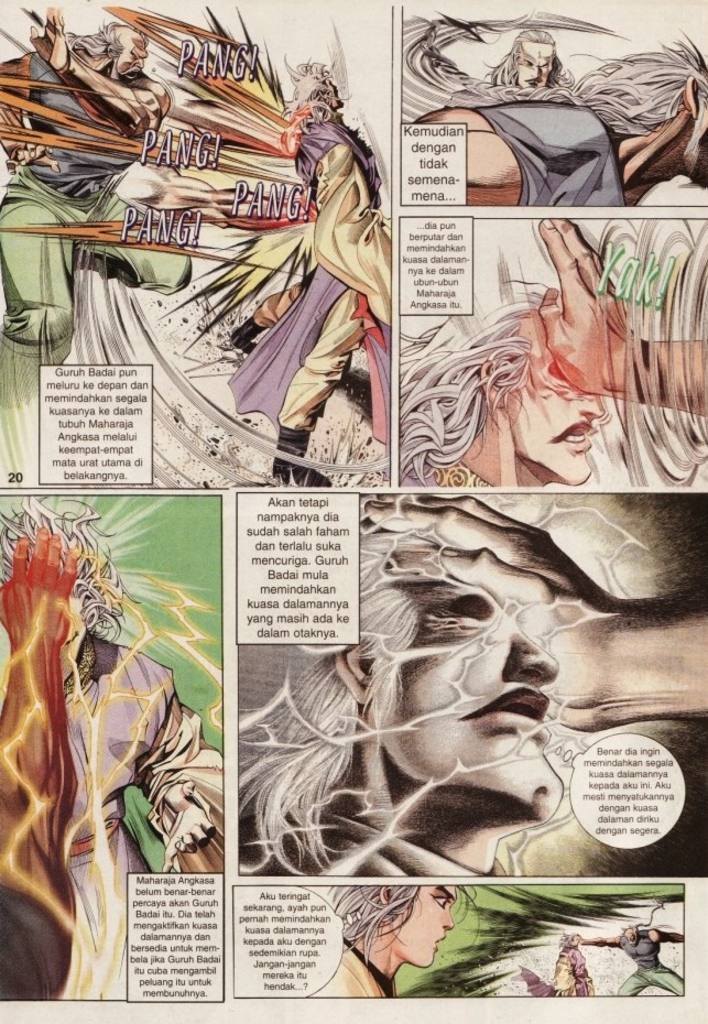 PANG!
PANG!
PANG!
PANG!
Guruh Badai pun
meluru ke depan dan
memindahkan segala
kuasanya ke dalam
tubuh Maharaja
Angkasa melalui
keempat-empat
mata urat utama di
belakangnya.
20
Kemudian
dengan
tidak
semena-
mena...
...dia pun
berputar dan
memindahkan
kuasa dalaman-
nya ke dalam
ubun-ubun
Maharaja
Angkasa itu.
Yak!
Maharaja Angkasa
belum benar-benar
percaya akan Guruh
Badai itu. Dia telah
mengaktifkan kuasa
dalamannya dan
bersedia untuk mem-
bela jika Guruh Badai
itu cuba mengambil
peluang itu untuk
membunuhnya.
Akan tetapi
nampaknya dia
sudah salah faham
dan terlalu suka
mencuriga. Guruh
Badai mula
memindahkan
kuasa dalamannya
yang masih ada ke
dalam otaknya.
Benar dia ingin
memindahkan segala
kuasa dalamannya
kepada aku ini. Aku
mesti menyatukannya
dengan kuasa
dalaman diriku
dengan segera.
Aku teringat
sekarang, ayah pun
pernah memindahkan
kuasa dalamannya
kepada aku dengan
sedemikian rupa.
Jangan-jangan
mereka itu
hendak...?